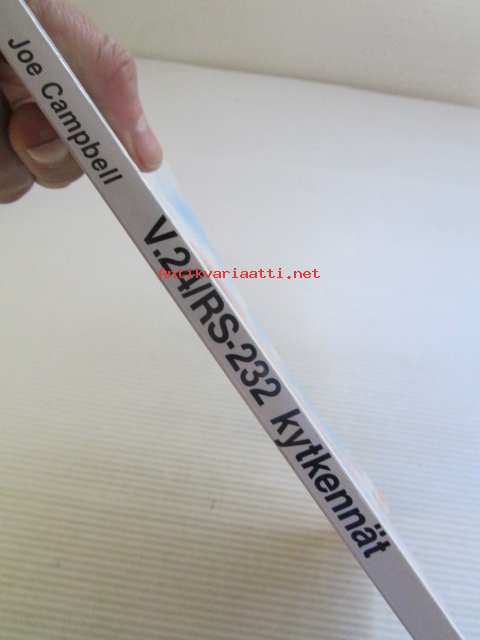 Joe Campbell
V.24/RS-232 kytkennät
Antikvariaatti.net